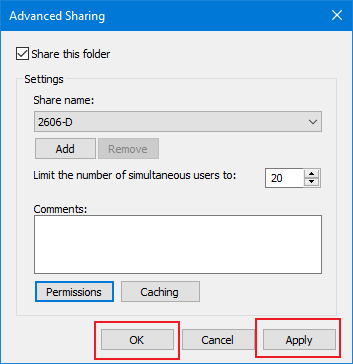 Advanced Sharing
Share this folder
Settings
Share name:
2606-D
Add Remove
Limit the number of simultaneous users to: 20
Comments:
Permissions Caching
OK Cancel Apply